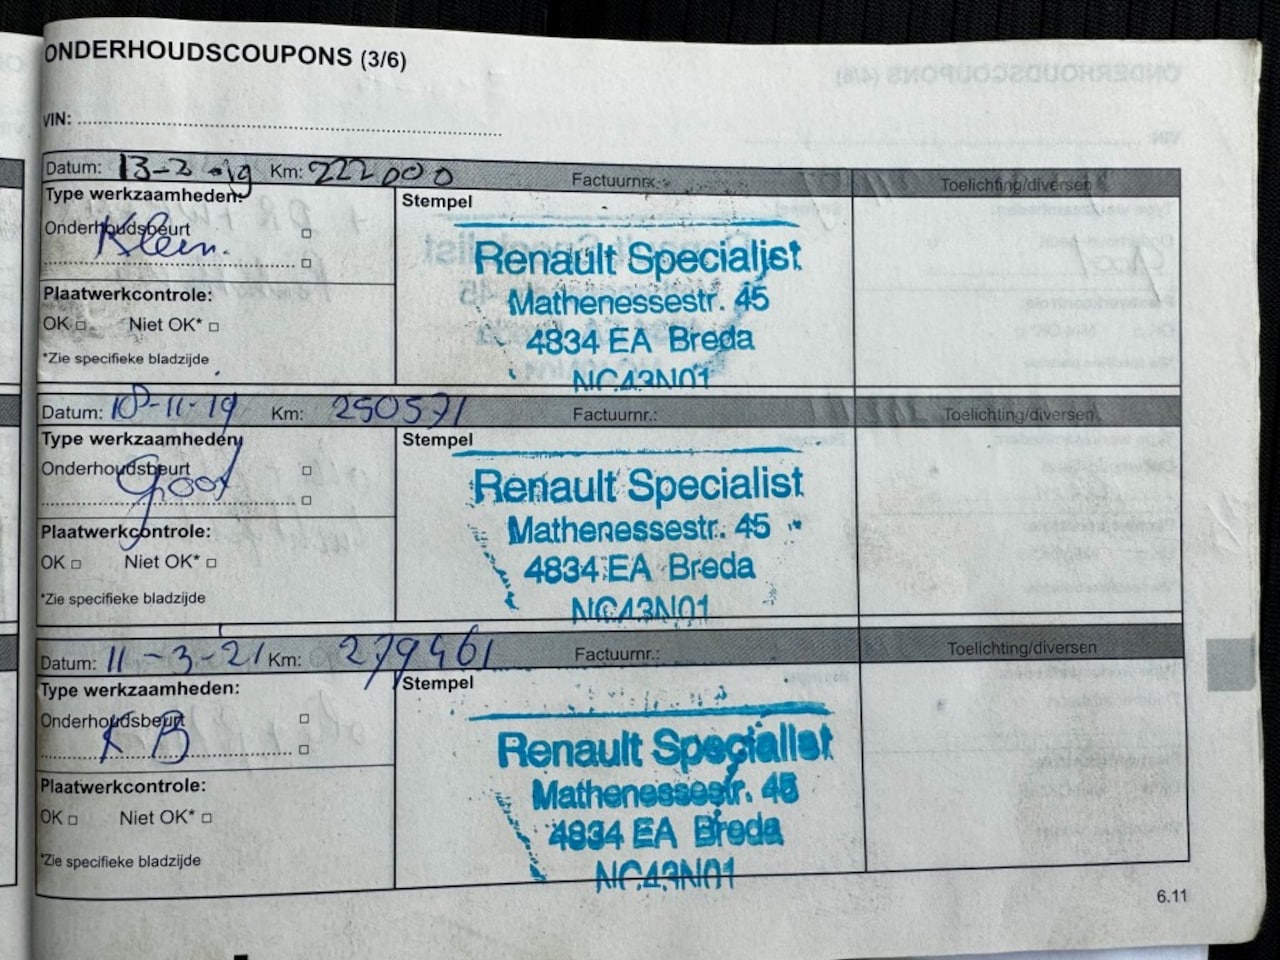 ONDERHOUDSCOUPONS (3/6)
VIN:
Datum: 13-2-19 Km: 222000 Factuurnr.: Toelichting/diversen
Type werkzaamheden: Stempel
Onderhoudsbeurt
Klein.
Renault Specialist
Mathenessestr. 45
4834 EA Breda
NC43N01
Plaatwerkcontrole:
OK Niet OK*
*Zie specifieke bladzijde
Datum: 18-11-19 Km: 250571 Factuurnr.: Toelichting/diversen
Type werkzaamheden: Stempel
Onderhoudsbeurt
Groot
Renault Specialist
Mathenessestr. 45
4834 EA Breda
NC43N01
Plaatwerkcontrole:
OK Niet OK*
*Zie specifieke bladzijde
Datum: 11-3-21 Km: 279461 Factuurnr.: Toelichting/diversen
Type werkzaamheden: Stempel
Onderhoudsbeurt
K B
Renault Specialist
Mathenessestr. 45
4834 EA Breda
NC43N01
Plaatwerkcontrole:
OK Niet OK*
*Zie specifieke bladzijde
6.11